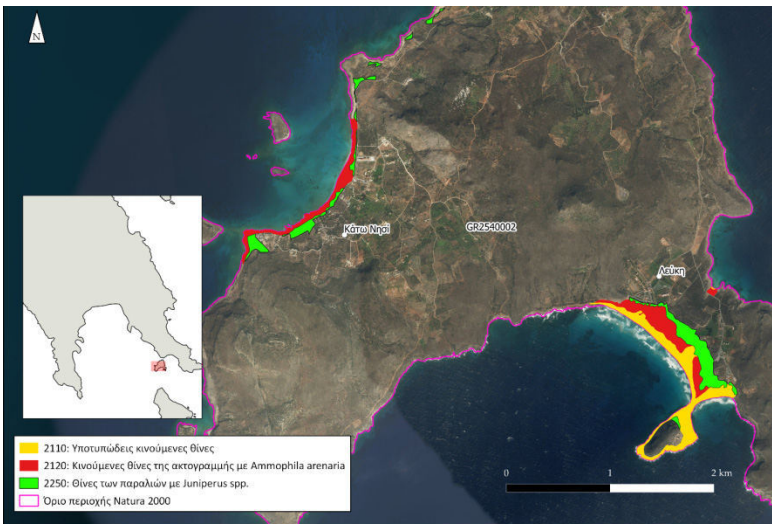 N
Κάτω Νησί
GR2540002
Λεύκη
2110: Υποτυπώδεις κινούμενες θίνες
2120: Κινούμενες θίνες της ακτογραμμής με Ammophila arenaria
2250: Θίνες των παραλιών με Juniperus spp.
Όριο περιοχής Natura 2000
0 1 2 km